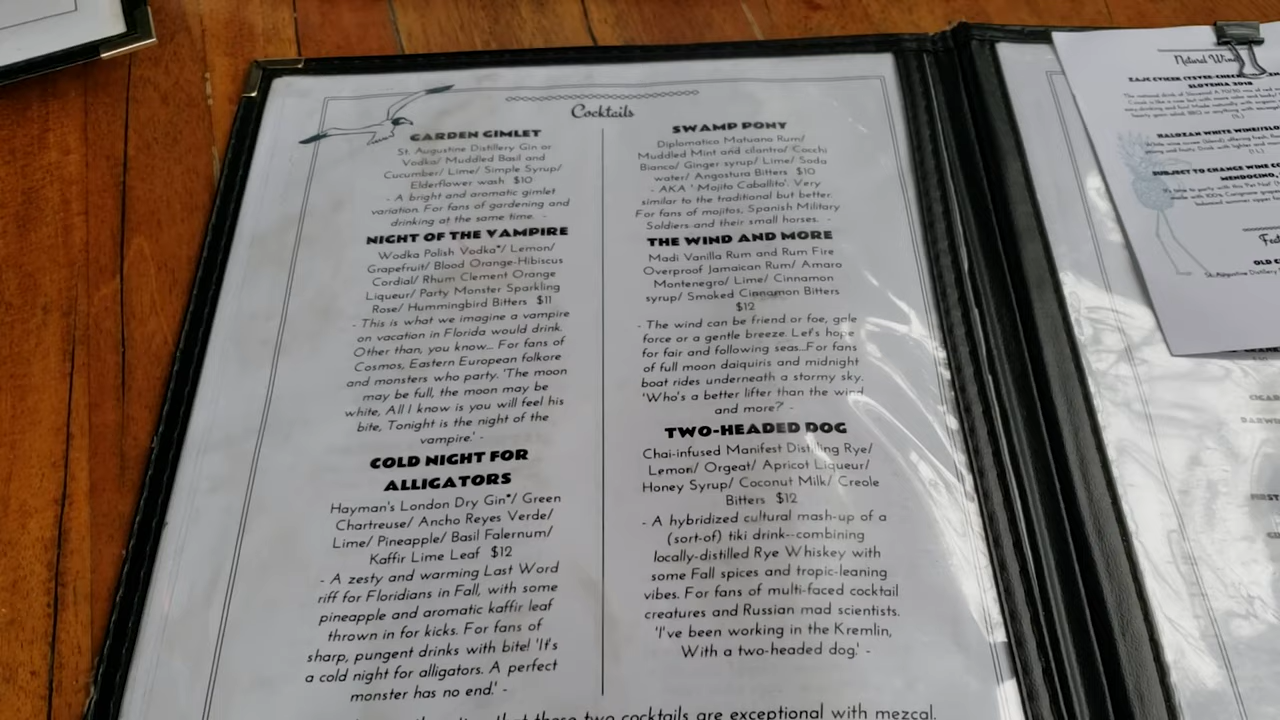 Cocktails
GARDEN GIMLET
St. Augustine Distillery Gin or
Vodka/ Muddled Basil and
Cucumber/ Lime/ Simple Syrup/
Elderflower wash $10
- A bright and aromatic gimlet
variation. For fans of gardening and
drinking at the same time. -
NIGHT OF THE VAMPIRE
Wodka Polish Vodka*/ Lemon/
Grapefruit/ Blood Orange-Hibiscus
Cordial/ Rhum Clement Orange
Liqueur/ Party Monster Sparkling
Rose/ Hummingbird Bitters $11
- This is what we imagine a vampire
on vacation in Florida would drink.
Other than, you know... For fans of
Cosmos, Eastern European folkore
and monsters who party. 'The moon
may be full, the moon may be
white, All I know is you will feel his
bite, Tonight is the night of the
vampire.' -
COLD NIGHT FOR
ALLIGATORS
Hayman's London Dry Gin*/ Green
Chartreuse/ Ancho Reyes Verde/
Lime/ Pineapple/ Basil Falernum/
Kaffir Lime Leaf $12
- A zesty and warming Last Word
riff for Floridians in Fall, with some
pineapple and aromatic kaffir leaf
thrown in for kicks. For fans of
sharp, pungent drinks with bite! 'It's
a cold night for alligators. A perfect
monster has no end.' -
SWAMP PONY
Diplomatico Matuano Rum/
Muddled Mint and cilantro/ Cocchi
Bianco/ Ginger syrup/ Lime/ Soda
water/ Angostura Bitters $10
- AKA 'Mojito Caballito'. Very
similar to the traditional but better.
For fans of mojitos, Spanish Military
Soldiers and their small horses. -
THE WIND AND MORE
Madi Vanilla Rum and Rum Fire
Overproof Jamaican Rum/ Amaro
Montenegro/ Lime/ Cinnamon
syrup/ Smoked Cinnamon Bitters
$12
- The wind can be friend or foe, gale
force or a gentle breeze. Let's hope
for fair and following seas...For fans
of full moon daiquiris and midnight
boat rides underneath a stormy sky.
'Who's a better lifter than the wind
and more? -
TWO-HEADED DOG
Chai-infused Manifest Distilling Rye/
Lemon/ Orgeat/ Apricot Liqueur/
Honey Syrup/ Coconut Milk/ Creole
Bitters $12
- A hybridized cultural mash-up of a
(sort-of) tiki drink--combining
locally-distilled Rye Whiskey with
some Fall spices and tropic-leaning
vibes. For fans of multi-faced cocktail
creatures and Russian mad scientists.
'I've been working in the Kremlin,
With a two-headed dog.' -
that these two cocktails are exceptional with mezcal.
Natural Wine
SLOVENIA 2018
HALOZAN WHITE WINE
SUBJECT TO CHANGE WINE
MENDOCINO,
OLD
St. Augustine Distillery
FIRST